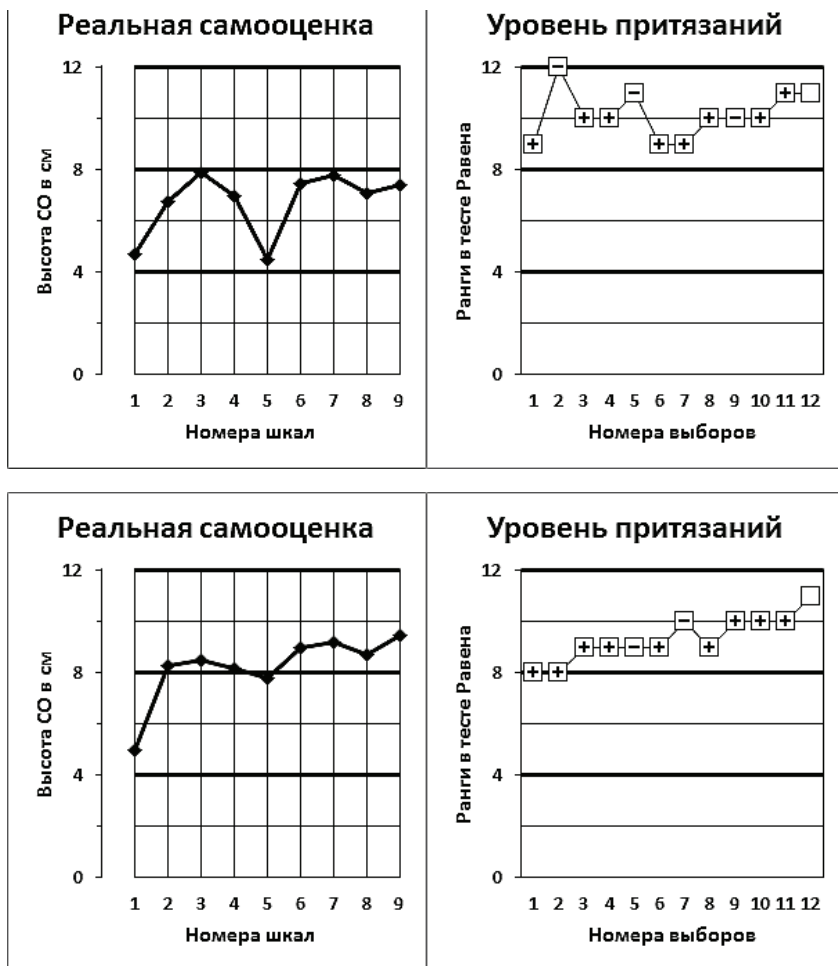 Реальная самооценка
Уровень притязаний
Высота СО в см
12
8
4
0
1 2 3 4 5 6 7 8 9
Номера шкал
Ранги в тесте Равена
12
8
4
0
1 2 3 4 5 6 7 8 9 10 11 12
Номера выборов
Реальная самооценка
Уровень притязаний
Высота СО в см
12
8
4
0
1 2 3 4 5 6 7 8 9
Номера шкал
Ранги в тесте Равена
12
8
4
0
1 2 3 4 5 6 7 8 9 10 11 12
Номера выборов